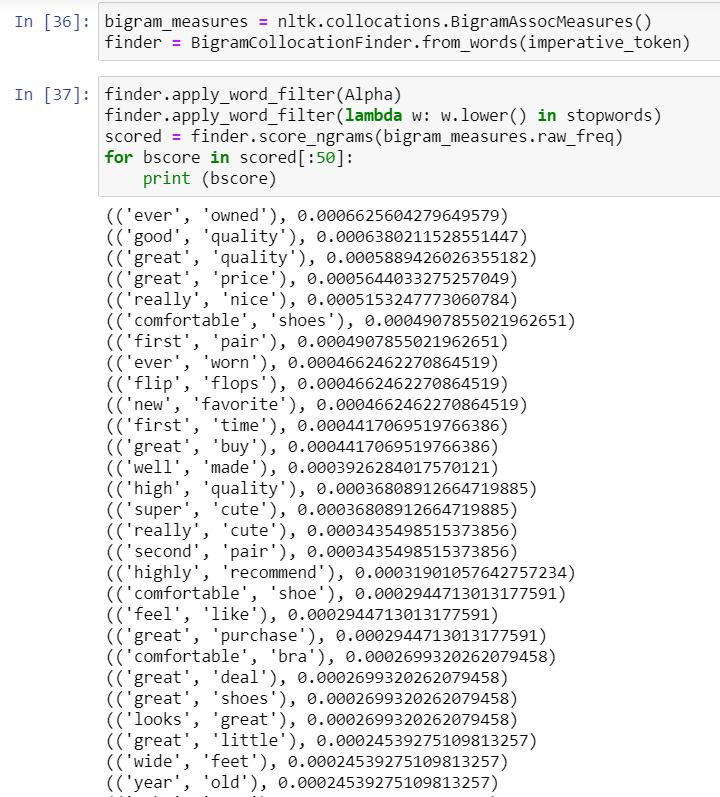 In [36]: bigram_measures = nltk.collocations.BigramAssocMeasures()
finder = BigramCollocationFinder.from_words(imperative_token)
In [37]: finder.apply_word_filter(Alpha)
finder.apply_word_filter(lambda w: w.lower() in stopwords)
scored = finder.score_ngrams(bigram_measures.raw_freq)
for bscore in scored[:50]:
    print (bscore)
(('ever', 'owned'), 0.0006625604279649579)
(('good', 'quality'), 0.0006380211528551447)
(('great', 'quality'), 0.0005889426026355182)
(('great', 'price'), 0.0005644033275257049)
(('really', 'nice'), 0.0005153247773060784)
(('comfortable', 'shoes'), 0.0004907855021962651)
(('first', 'pair'), 0.0004907855021962651)
(('ever', 'worn'), 0.0004662462270864519)
(('flip', 'flops'), 0.0004662462270864519)
(('new', 'favorite'), 0.0004662462270864519)
(('first', 'time'), 0.0004417069519766386)
(('great', 'buy'), 0.0004417069519766386)
(('well', 'made'), 0.0003926284017570121)
(('high', 'quality'), 0.00036808912664719885)
(('super', 'cute'), 0.00036808912664719885)
(('really', 'cute'), 0.0003435498515373856)
(('second', 'pair'), 0.0003435498515373856)
(('highly', 'recommend'), 0.00031901057642757234)
(('comfortable', 'shoe'), 0.0002944713013177591)
(('feel', 'like'), 0.0002944713013177591)
(('great', 'purchase'), 0.0002944713013177591)
(('comfortable', 'bra'), 0.0002699320262079458)
(('great', 'deal'), 0.0002699320262079458)
(('great', 'shoes'), 0.0002699320262079458)
(('looks', 'great'), 0.0002699320262079458)
(('great', 'little'), 0.00024539275109813257)
(('wide', 'feet'), 0.00024539275109813257)
(('year', 'old'), 0.00024539275109813257)